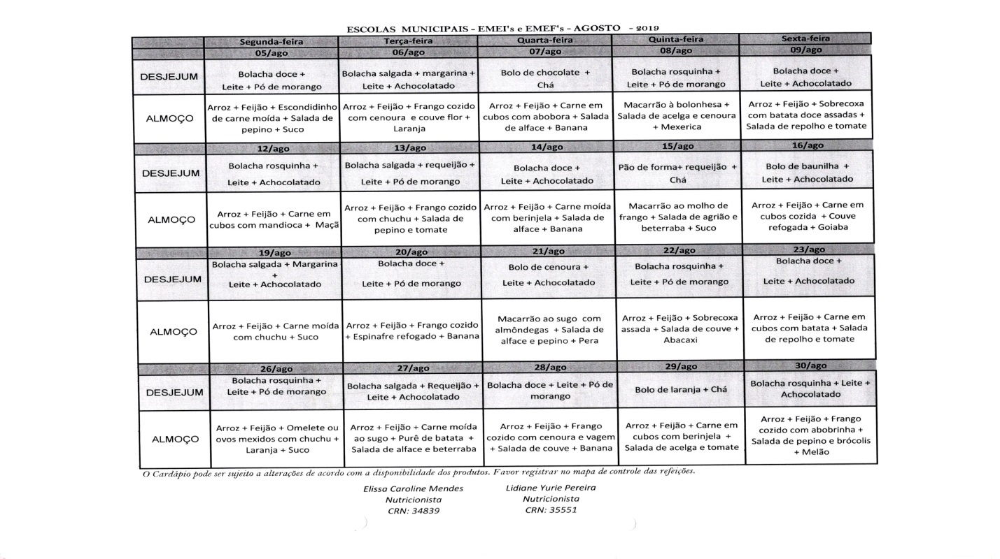 ESCOLAS MUNICIPAIS - EMEI's e EMEF's - AGOSTO - 2019
Segunda-feira Terça-feira Quarta-feira Quinta-feira Sexta-feira
05/ago 06/ago 07/ago 08/ago 09/ago
DESJEJUM
Bolacha doce +
Leite + Pó de morango
Bolacha salgada + margarina +
Leite + Achocolatado
Bolo de chocolate +
Chá
Bolacha rosquinha +
Leite + Pó de morango
Bolacha doce +
Leite + Achocolatado
ALMOÇO
Arroz + Feijão + Escondidinho
de carne moída + Salada de
pepino + Suco
Arroz + Feijão + Frango cozido
com cenoura e couve flor +
Laranja
Arroz + Feijão + Carne em
cubos com abobora + Salada
de alface + Banana
Macarrão à bolonhesa +
Salada de acelga e cenoura
+ Mexerica
Arroz + Feijão + Sobrecoxa
com batata doce assadas +
Salada de repolho e tomate
12/ago 13/ago 14/ago 15/ago 16/ago
DESJEJUM
Bolacha rosquinha +
Leite + Achocolatado
Bolacha salgada + requeijão +
Leite + Pó de morango
Bolacha doce +
Leite + Achocolatado
Pão de forma+ requeijão +
Chá
Bolo de baunilha +
Leite + Achocolatado
ALMOÇO
Arroz + Feijão + Carne em
cubos com mandioca + Maçã
Arroz + Feijão + Frango cozido
com chuchu + Salada de
pepino e tomate
Arroz + Feijão + Carne moída
com berinjela + Salada de
alface + Banana
Macarrão ao molho de
frango + Salada de agrião e
beterraba + Suco
Arroz + Feijão + Carne em
cubos cozida + Couve
refogada + Goiaba
19/ago 20/ago 21/ago 22/ago 23/ago
DESJEJUM
Bolacha salgada + Margarina
+
Leite + Achocolatado
Bolacha doce +
Leite + Pó de morango
Bolo de cenoura +
Leite + Achocolatado
Bolacha rosquinha +
Leite + Pó de morango
Bolacha doce +
Leite + Achocolatado
ALMOÇO
Arroz + Feijão + Carne moída
com chuchu + Suco
Arroz + Feijão + Frango cozido
+ Espinafre refogado + Banana
Macarrão ao sugo com
almôndegas + Salada de
alface e pepino + Pera
Arroz + Feijão + Sobrecoxa
assada + Salada de couve +
Abacaxi
Arroz + Feijão + Carne em
cubos com batata + Salada
de repolho e tomate
26/ago 27/ago 28/ago 29/ago 30/ago
DESJEJUM
Bolacha rosquinha +
Leite + Pó de morango
Bolacha salgada + Requeijão +
Leite + Achocolatado
Bolacha doce + Leite + Pó de
morango
Bolo de laranja + Chá
Bolacha rosquinha + Leite +
Achocolatado
ALMOÇO
Arroz + Feijão + Omelete ou
ovos mexidos com chuchu +
Laranja + Suco
Arroz + Feijão + Carne moída
ao sugo + Purê de batata +
Salada de alface e beterraba
Arroz + Feijão + Frango
cozido com cenoura e vagem
+ Salada de couve + Banana
Arroz + Feijão + Carne em
cubos com berinjela +
Salada de acelga e tomate
Arroz + Feijão + Frango
cozido com abobrinha +
Salada de pepino e brócolis
+ Melão
O Cardápio pode ser sujeito a alterações de acordo com a disponibilidade dos produtos. Favor registrar no mapa de controle das refeições.
Elissa Caroline Mendes
Nutricionista
CRN: 34839
Lidiane Yurie Pereira
Nutricionista
CRN: 35551